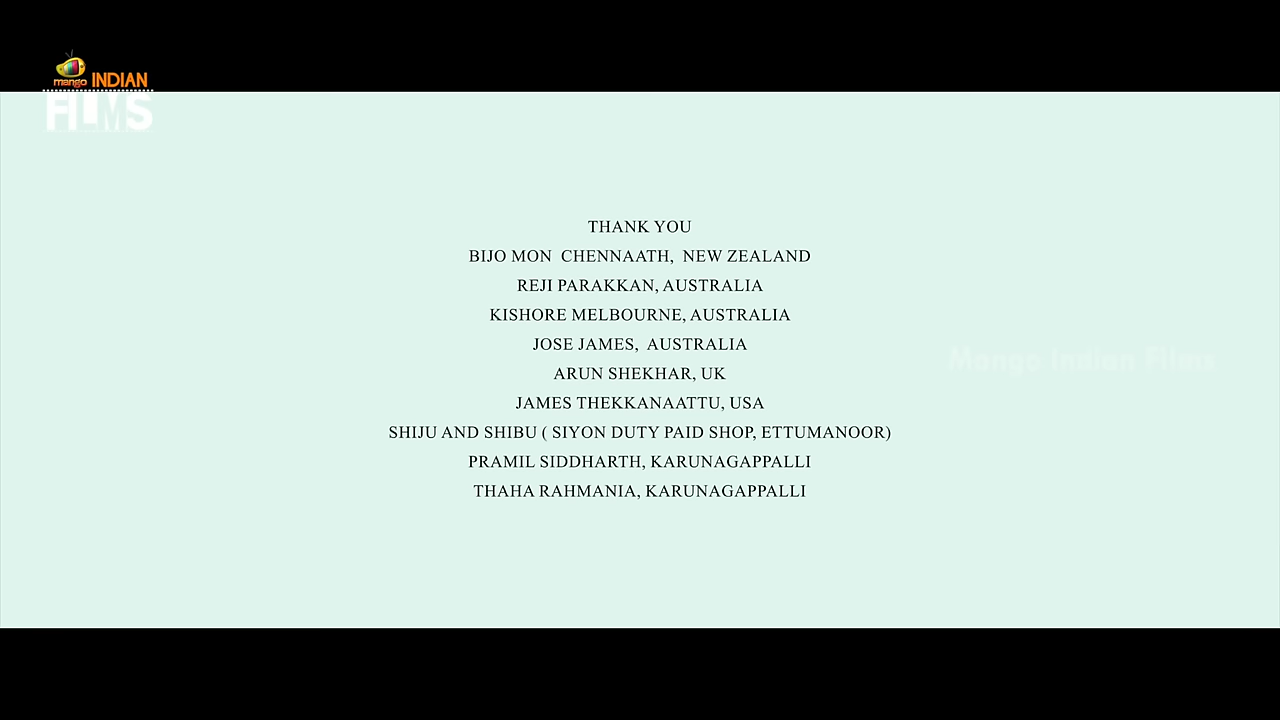 mango INDIAN
FILMS
THANK YOU
BIJO MON  CHENNAATH,  NEW ZEALAND
REJI PARAKKAN, AUSTRALIA
KISHORE MELBOURNE, AUSTRALIA
JOSE JAMES,  AUSTRALIA
Mango Indian Films
ARUN SHEKHAR, UK
JAMES THEKKANAATTU, USA
SHIJU AND SHIBU ( SIYON DUTY PAID SHOP, ETTUMANOOR)
PRAMIL SIDDHARTH, KARUNAGAPPALLI
THAHA RAHMANIA, KARUNAGAPPALLI